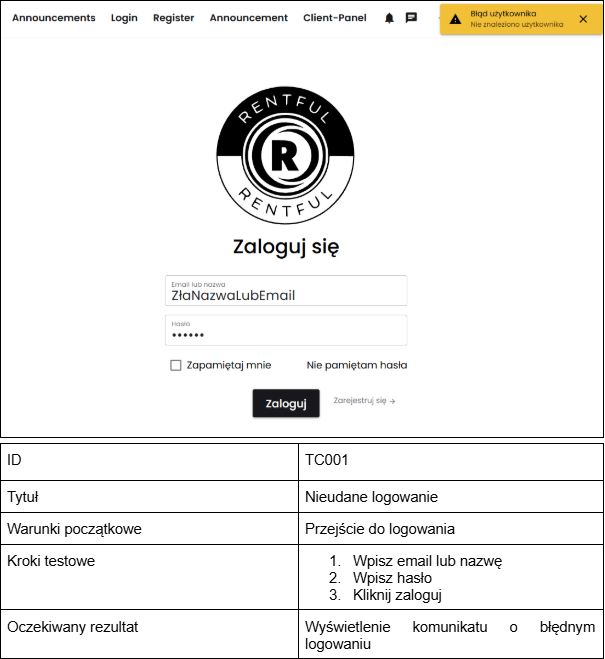 Announcements Login Register Announcement Client-Panel
Błąd użytkownika
Nie znaleziono użytkownika
RENTFUL
R
RENTFUL
Zaloguj się
Email lub nazwa
ZłaNazwaLubEmail
Hasło
••••••
Zapamiętaj mnie Nie pamiętam hasła
Zaloguj Zarejestruj się →
ID TC001
Tytuł Nieudane logowanie
Warunki początkowe Przejście do logowania
Kroki testowe 1. Wpisz email lub nazwę
2. Wpisz hasło
3. Kliknij zaloguj
Oczekiwany rezultat Wyświetlenie komunikatu o błędnym
logowaniu